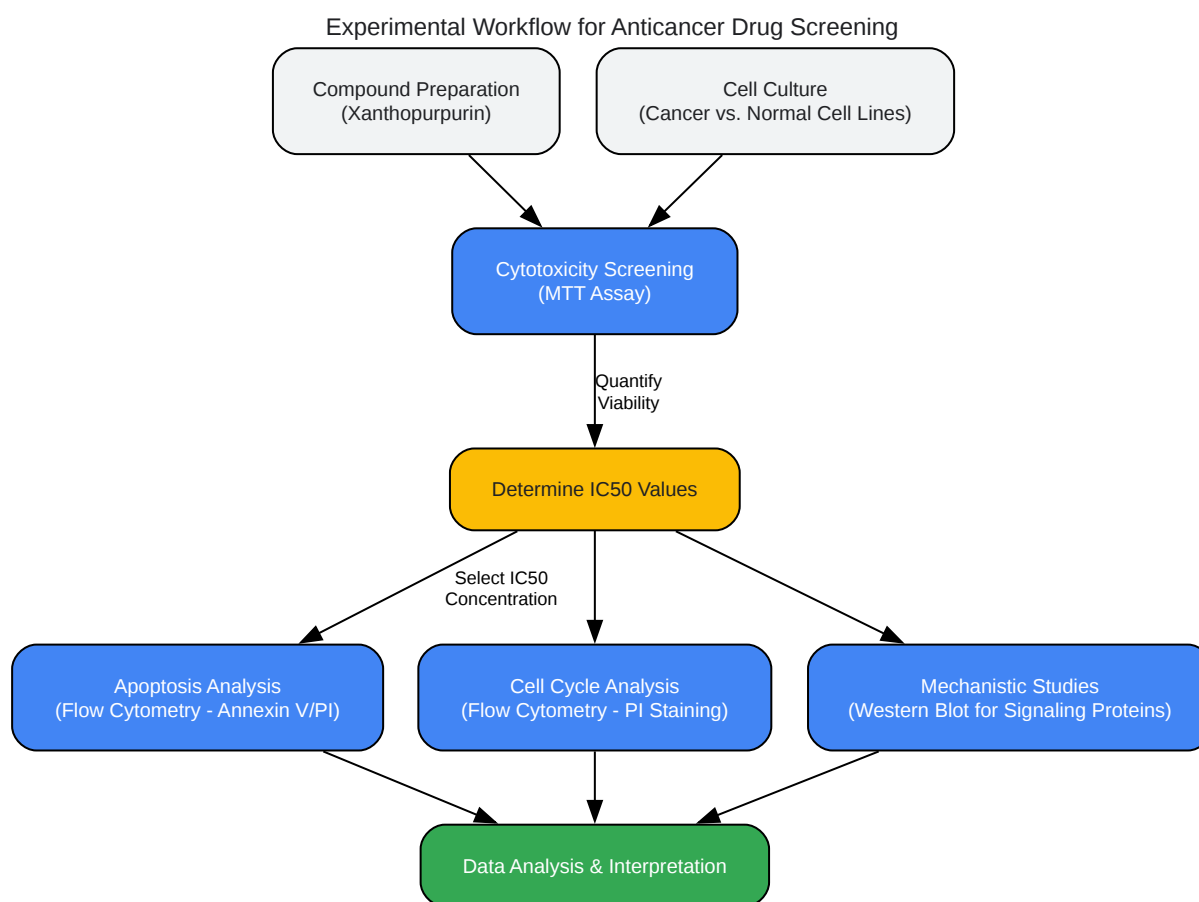 Experimental Workflow for Anticancer Drug Screening
Compound Preparation
(Xanthopurpurin)
Cell Culture
(Cancer vs. Normal Cell Lines)
Cytotoxicity Screening
(MTT Assay)
Quantify
Viability
Determine IC50 Values
Select IC50
Concentration
Apoptosis Analysis
(Flow Cytometry - Annexin V/PI)
Cell Cycle Analysis
(Flow Cytometry - PI Staining)
Mechanistic Studies
(Western Blot for Signaling Proteins)
Data Analysis & Interpretation